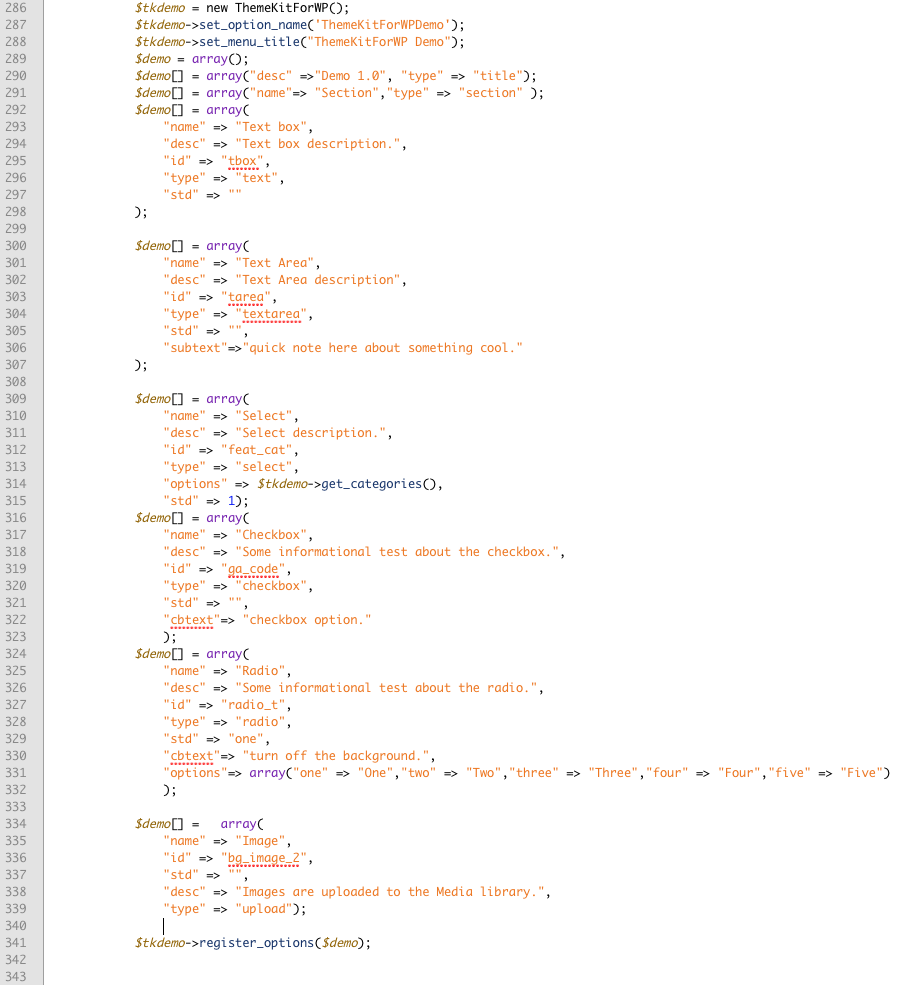 286 $tkdemo = new ThemeKitForWP();
287 $tkdemo->set_option_name('ThemeKitForWPDemo');
288 $tkdemo->set_menu_title("ThemeKitForWP Demo");
289 $demo = array();
290 $demo[] = array("desc" =>"Demo 1.0", "type" => "title");
291 $demo[] = array("name"=> "Section","type" => "section" );
292 $demo[] = array(
293 "name" => "Text box",
294 "desc" => "Text box description.",
295 "id" => "tbox",
296 "type" => "text",
297 "std" => ""
298 );
299
300 $demo[] = array(
301 "name" => "Text Area",
302 "desc" => "Text Area description",
303 "id" => "tarea",
304 "type" => "textarea",
305 "std" => "",
306 "subtext"=>"quick note here about something cool."
307 );
308
309 $demo[] = array(
310 "name" => "Select",
311 "desc" => "Select description.",
312 "id" => "feat_cat",
313 "type" => "select",
314 "options" => $tkdemo->get_categories(),
315 "std" => 1);
316 $demo[] = array(
317 "name" => "Checkbox",
318 "desc" => "Some informational test about the checkbox.",
319 "id" => "ga_code",
320 "type" => "checkbox",
321 "std" => "",
322 "cbtext"=> "checkbox option."
323 );
324 $demo[] = array(
325 "name" => "Radio",
326 "desc" => "Some informational test about the radio.",
327 "id" => "radio_t",
328 "type" => "radio",
329 "std" => "one",
330 "cbtext"=> "turn off the background.",
331 "options"=> array("one" => "One","two" => "Two","three" => "Three","four" => "Four","five" => "Five")
332 );
333
334 $demo[] =   array(
335 "name" => "Image",
336 "id" => "bg_image_2",
337 "std" => "",
338 "desc" => "Images are uploaded to the Media library.",
339 "type" => "upload");
340
341 $tkdemo->register_options($demo);
342
343